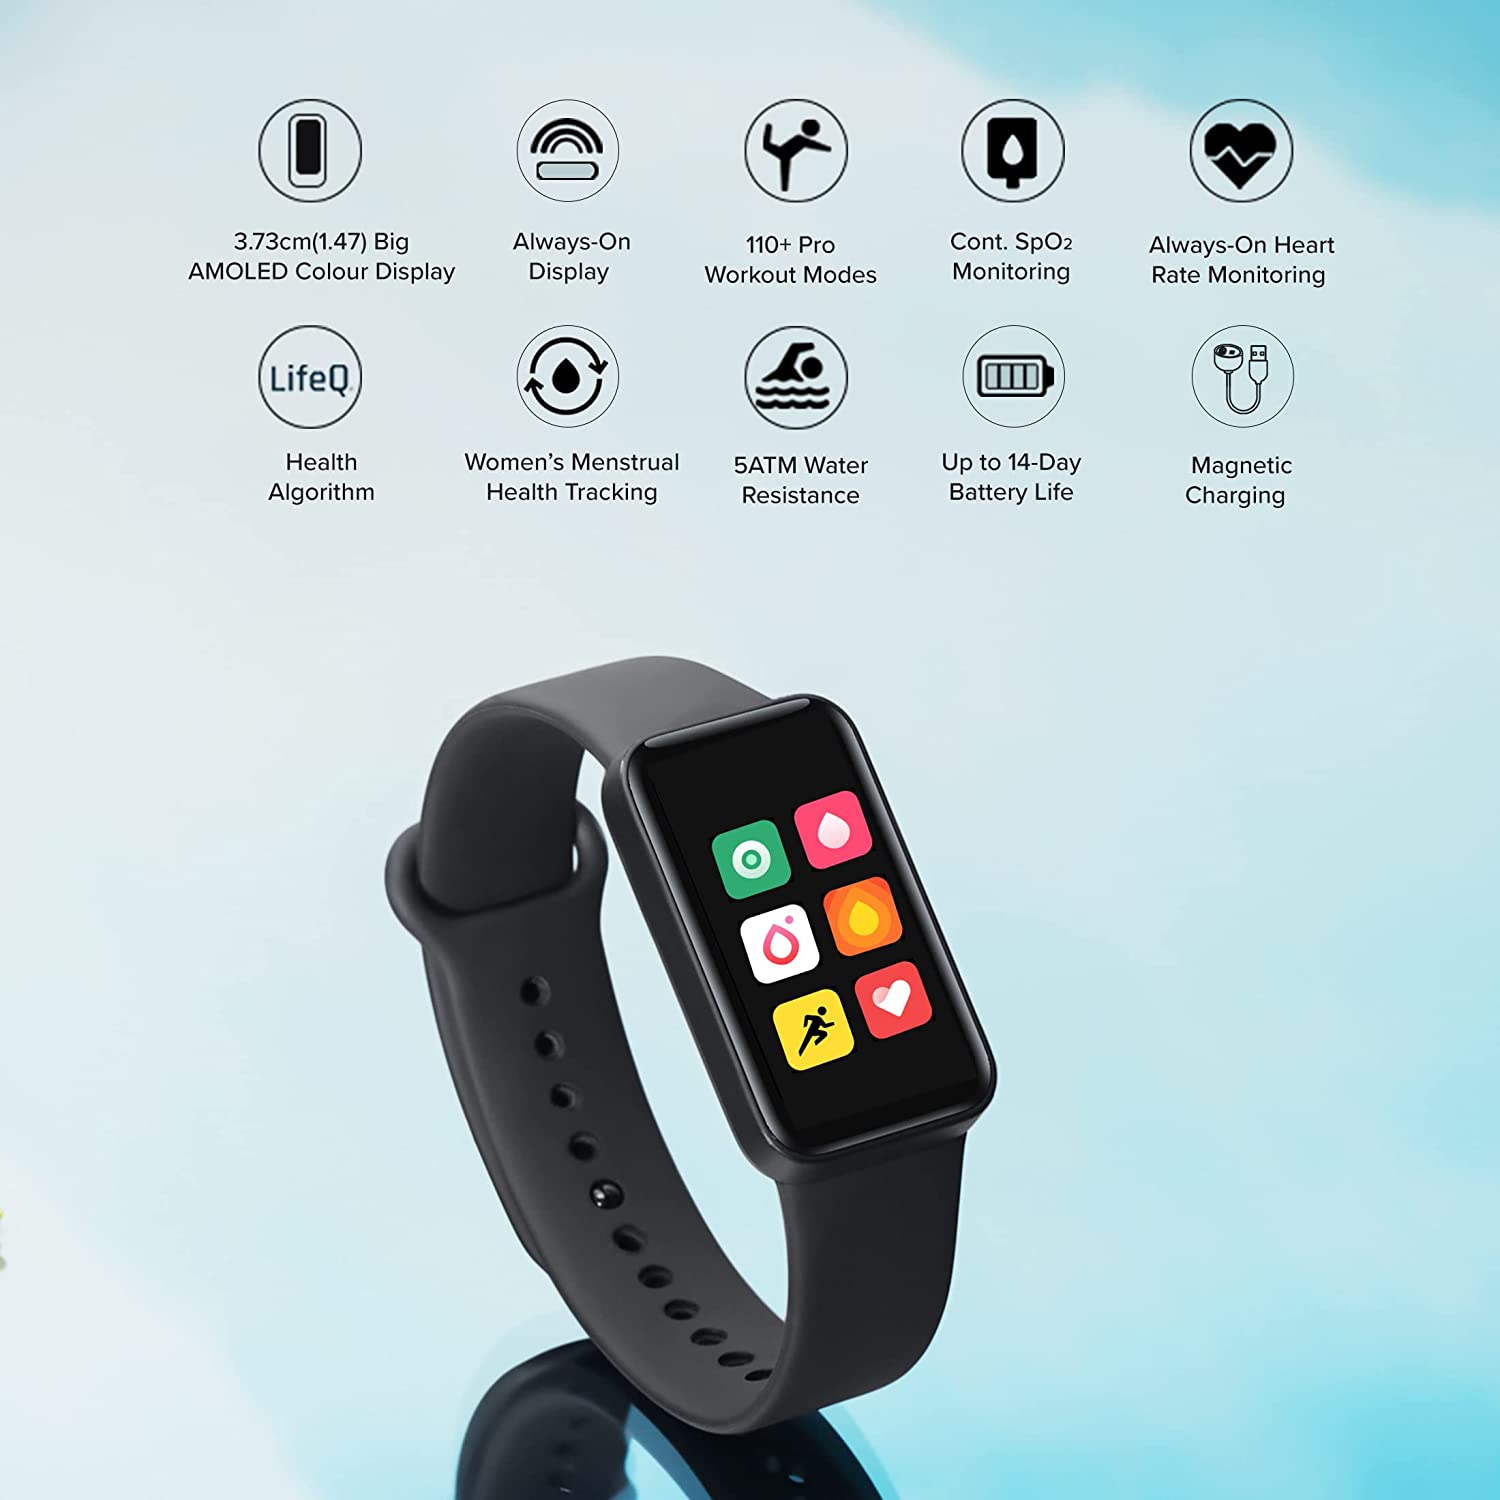 3.73cm(1.47) Big
AMOLED Colour Display
Always-On
Display
110+ Pro
Workout Modes
Cont. SpO₂
Monitoring
Always-On Heart
Rate Monitoring
LifeQ
Health
Algorithm
Women’s Menstrual
Health Tracking
5ATM Water
Resistance
Up to 14-Day
Battery Life
Magnetic
Charging